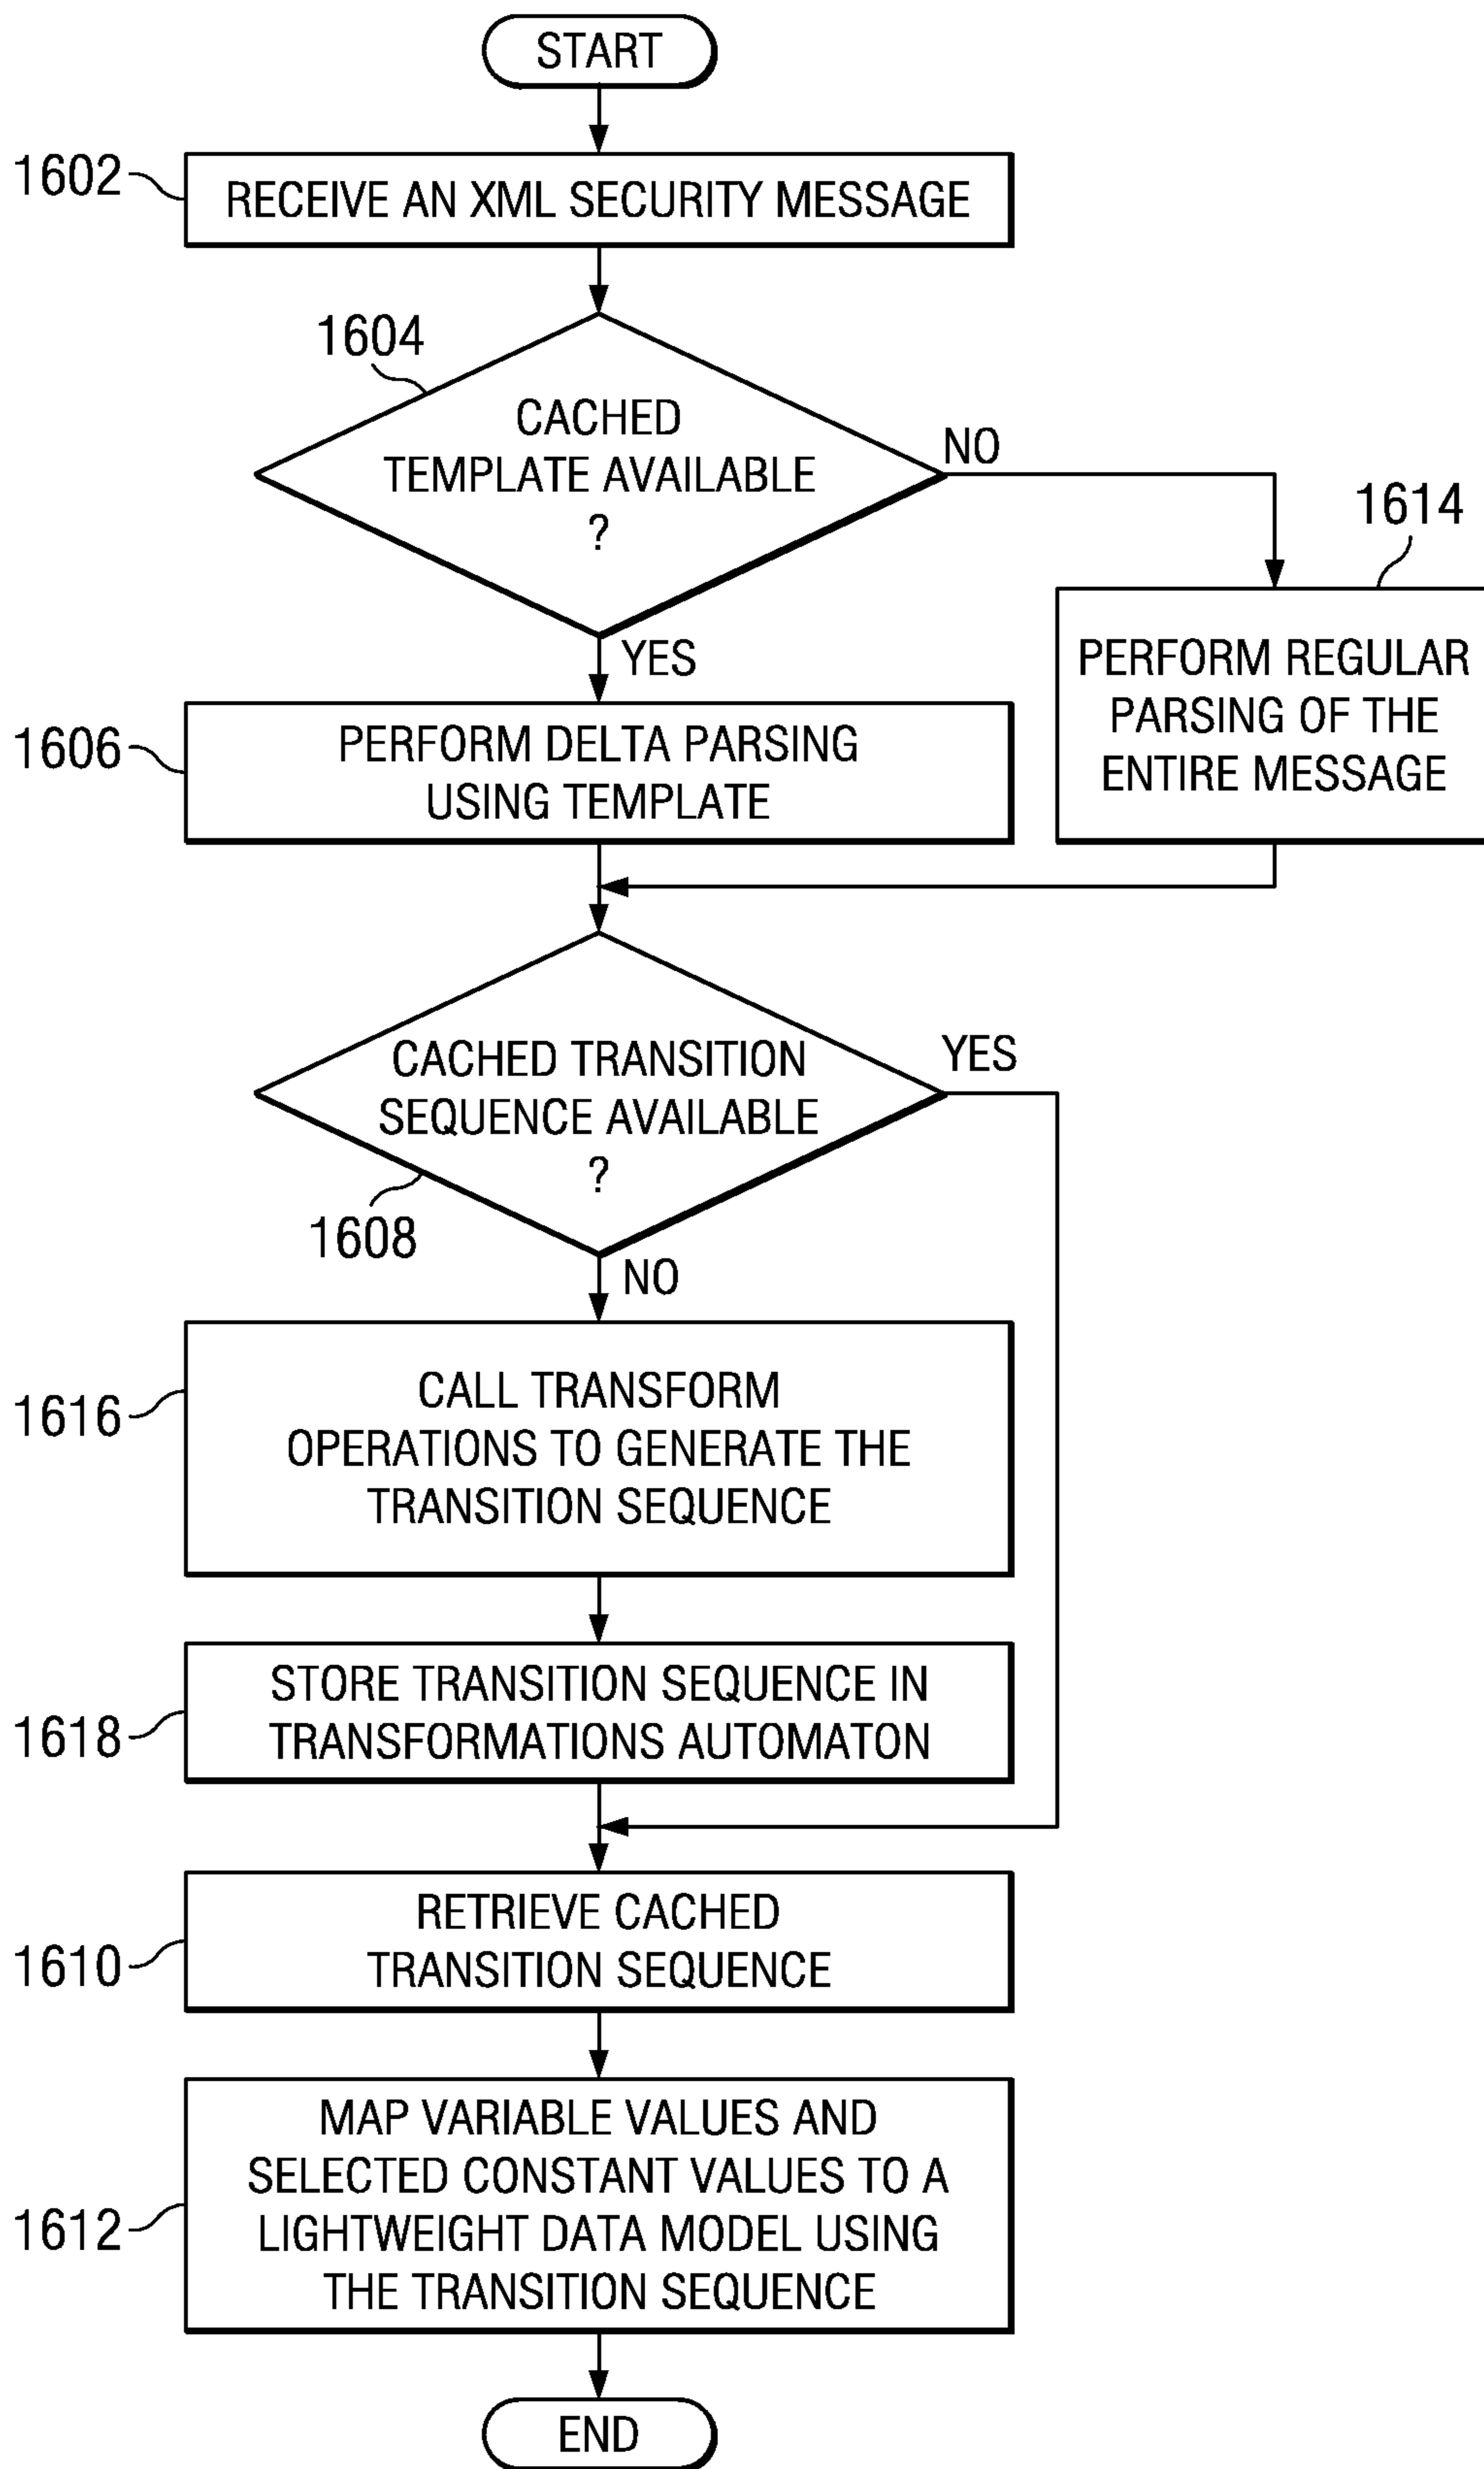 START
1602
RECEIVE AN XML SECURITY MESSAGE
1604
CACHED
TEMPLATE AVAILABLE
?
NO
1614
YES
PERFORM REGULAR
PARSING OF THE
ENTIRE MESSAGE
1606
PERFORM DELTA PARSING
USING TEMPLATE
CACHED TRANSITION
SEQUENCE AVAILABLE
?
YES
1608
NO
1616
CALL TRANSFORM
OPERATIONS TO GENERATE THE
TRANSITION SEQUENCE
1618
STORE TRANSITION SEQUENCE IN
TRANSFORMATIONS AUTOMATON
1610
RETRIEVE CACHED
TRANSITION SEQUENCE
1612
MAP VARIABLE VALUES AND
SELECTED CONSTANT VALUES TO A
LIGHTWEIGHT DATA MODEL USING
THE TRANSITION SEQUENCE
END